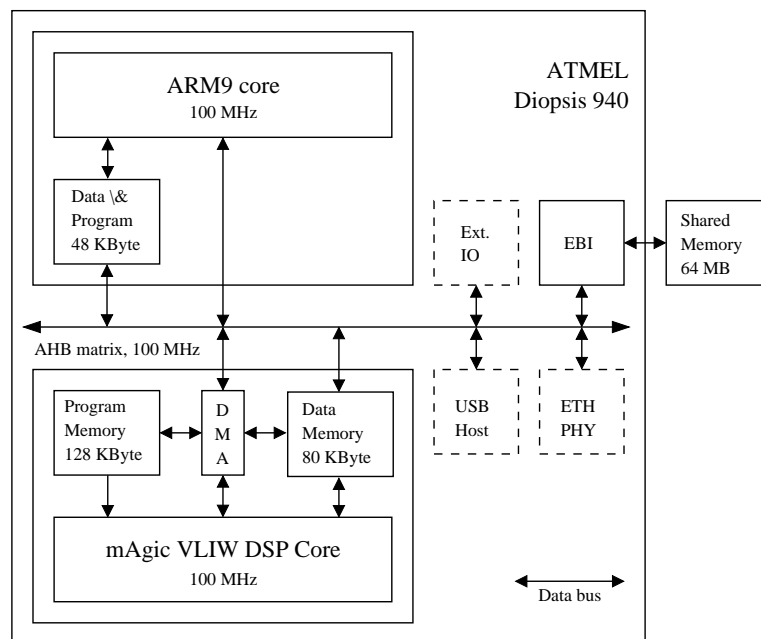 ARM9 core
100 MHz
ATMEL
Diopsis 940
Data \& 
Program
48 KByte
Ext.
IO
EBI
Shared
Memory
64 MB
AHB matrix, 100 MHz
Program
Memory
128 KByte
D
M
A
Data
Memory
80 KByte
USB
Host
ETH
PHY
mAgic VLIW DSP Core
100 MHz
Data bus